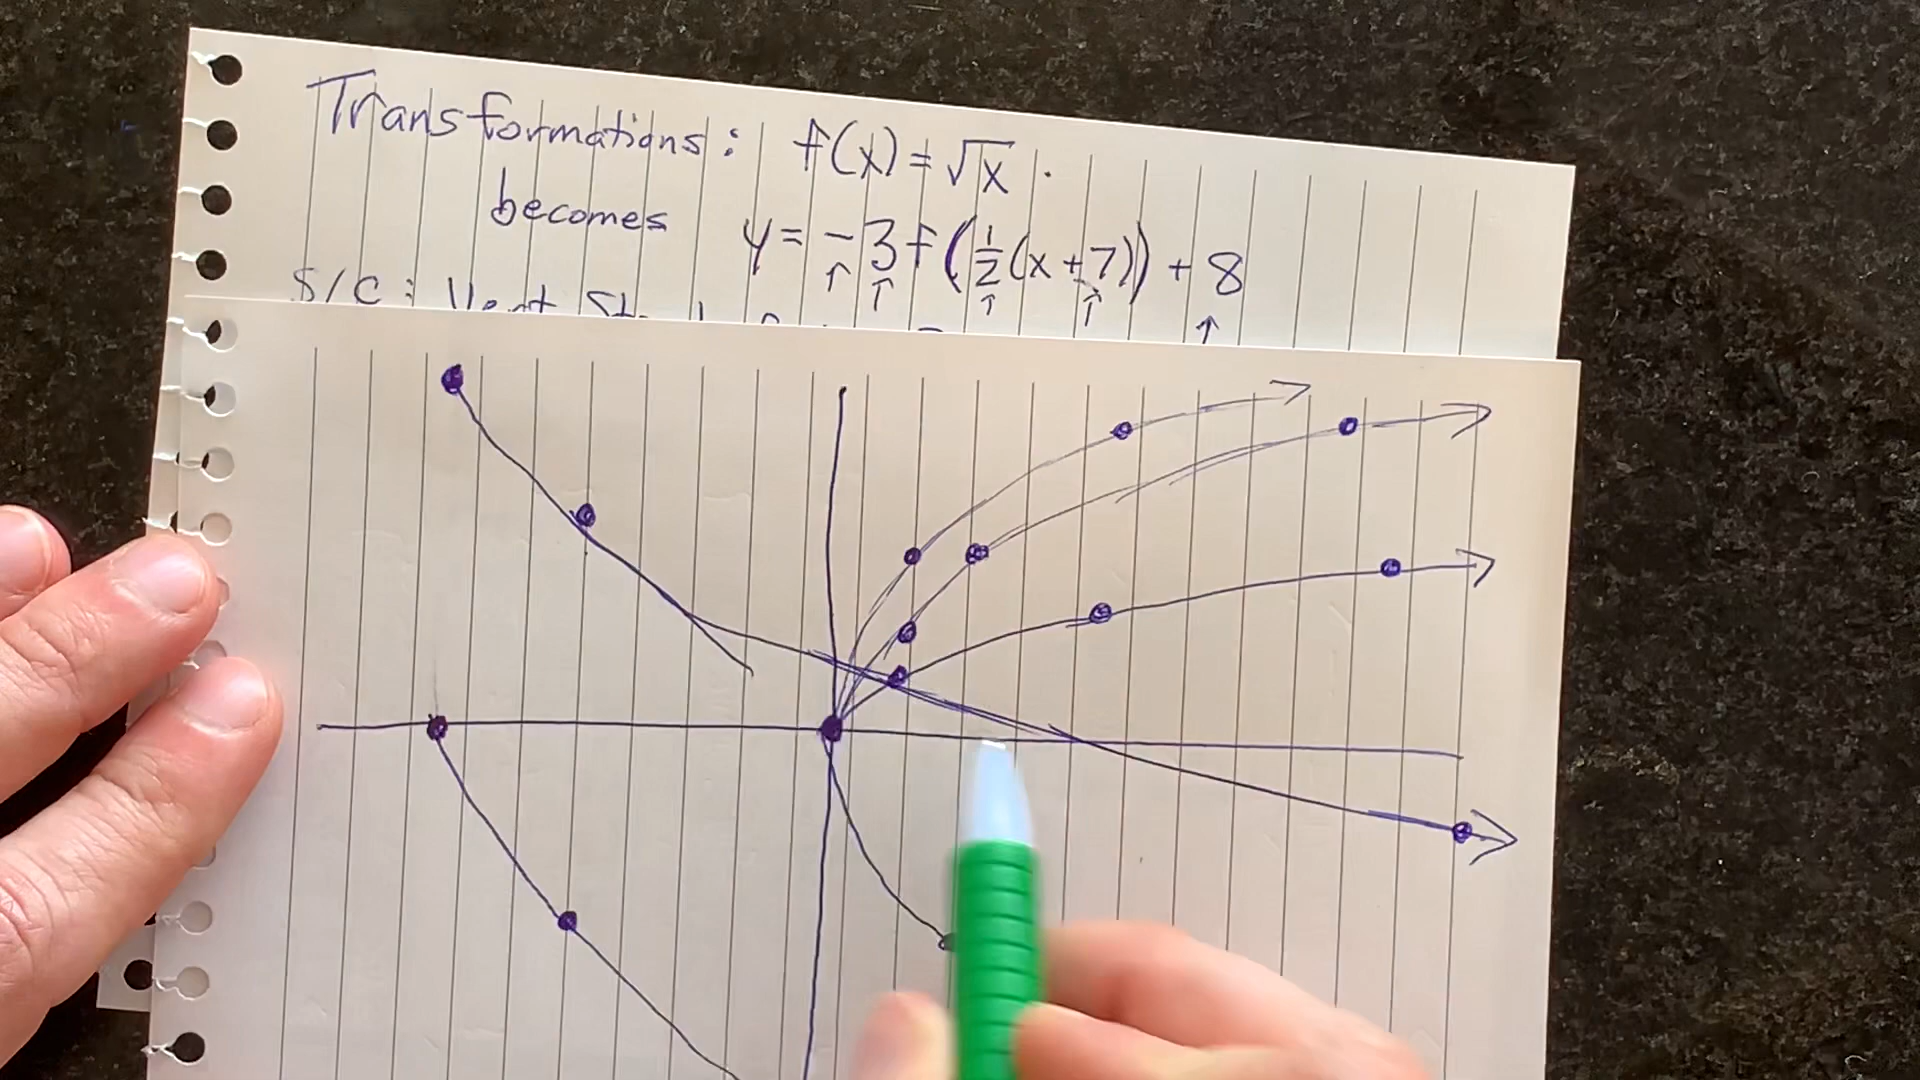 Transformations: f(x) = √x .
becomes
y = -3f(1/2(x+7)) + 8
S/C :